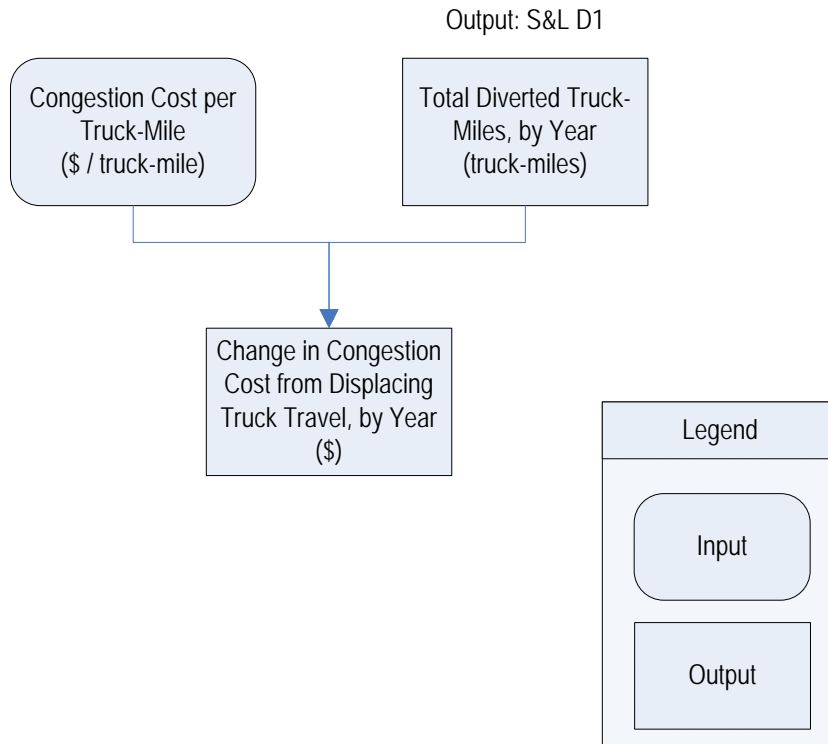 Output: S&L D1
Congestion Cost per
Truck-Mile
($ / truck-mile)
Total Diverted Truck-
Miles, by Year
(truck-miles)
Change in Congestion
Cost from Displacing
Truck Travel, by Year
($)
Legend
Input
Output